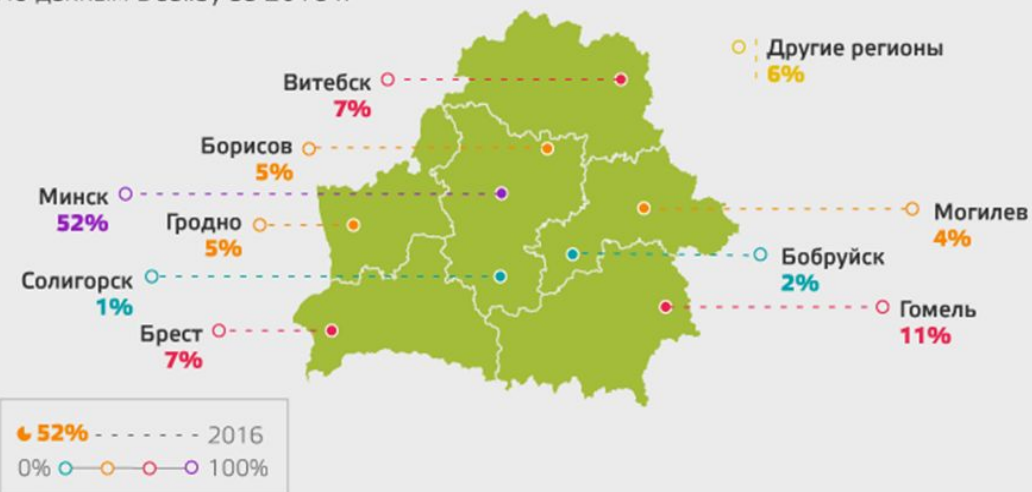 Другие регионы
6%
Витебск
7%
Борисов
5%
Минск
52%
Гродно
5%
Могилев
4%
Бобруйск
2%
Солигорск
1%
Гомель
11%
Брест
7%
52% 2016
0% 100%